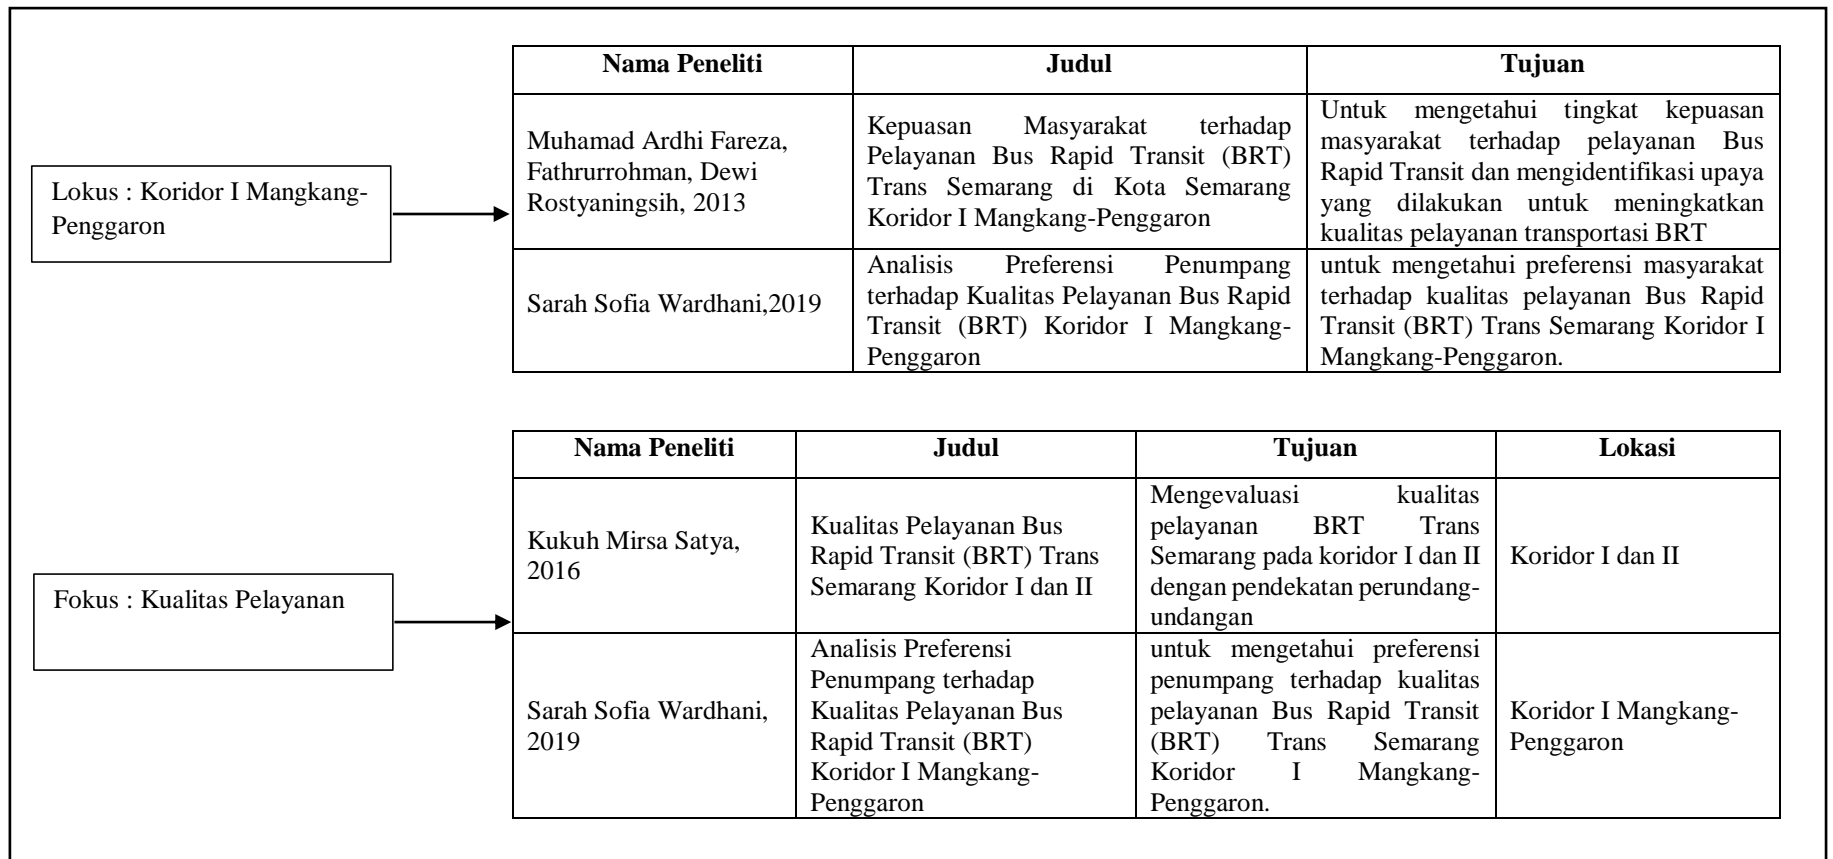 Lokus : Koridor I Mangkang-
Penggaron
Nama Peneliti
Judul
Tujuan
Muhamad Ardhi Fareza,
Fathrurrohman, Dewi
Rostyaningsih, 2013
Kepuasan Masyarakat terhadap
Pelayanan Bus Rapid Transit (BRT)
Trans Semarang di Kota Semarang
Koridor I Mangkang-Penggaron
Untuk mengetahui tingkat kepuasan
masyarakat terhadap pelayanan Bus
Rapid Transit dan mengidentifikasi upaya
yang dilakukan untuk meningkatkan
kualitas pelayanan transportasi BRT
Sarah Sofia Wardhani,2019
Analisis Preferensi Penumpang
terhadap Kualitas Pelayanan Bus Rapid
Transit (BRT) Koridor I Mangkang-
Penggaron
untuk mengetahui preferensi masyarakat
terhadap kualitas pelayanan Bus Rapid
Transit (BRT) Trans Semarang Koridor I
Mangkang-Penggaron.
Fokus : Kualitas Pelayanan
Nama Peneliti
Judul
Tujuan
Lokasi
Kukuh Mirsa Satya,
2016
Kualitas Pelayanan Bus
Rapid Transit (BRT) Trans
Semarang Koridor I dan II
Mengevaluasi kualitas
pelayanan BRT Trans
Semarang pada koridor I dan II
dengan pendekatan perundang-
undangan
Koridor I dan II
Sarah Sofia Wardhani,
2019
Analisis Preferensi
Penumpang terhadap
Kualitas Pelayanan Bus
Rapid Transit (BRT)
Koridor I Mangkang-
Penggaron
untuk mengetahui preferensi
penumpang terhadap kualitas
pelayanan Bus Rapid Transit
(BRT) Trans Semarang
Koridor I Mangkang-
Penggaron.
Koridor I Mangkang-
Penggaron